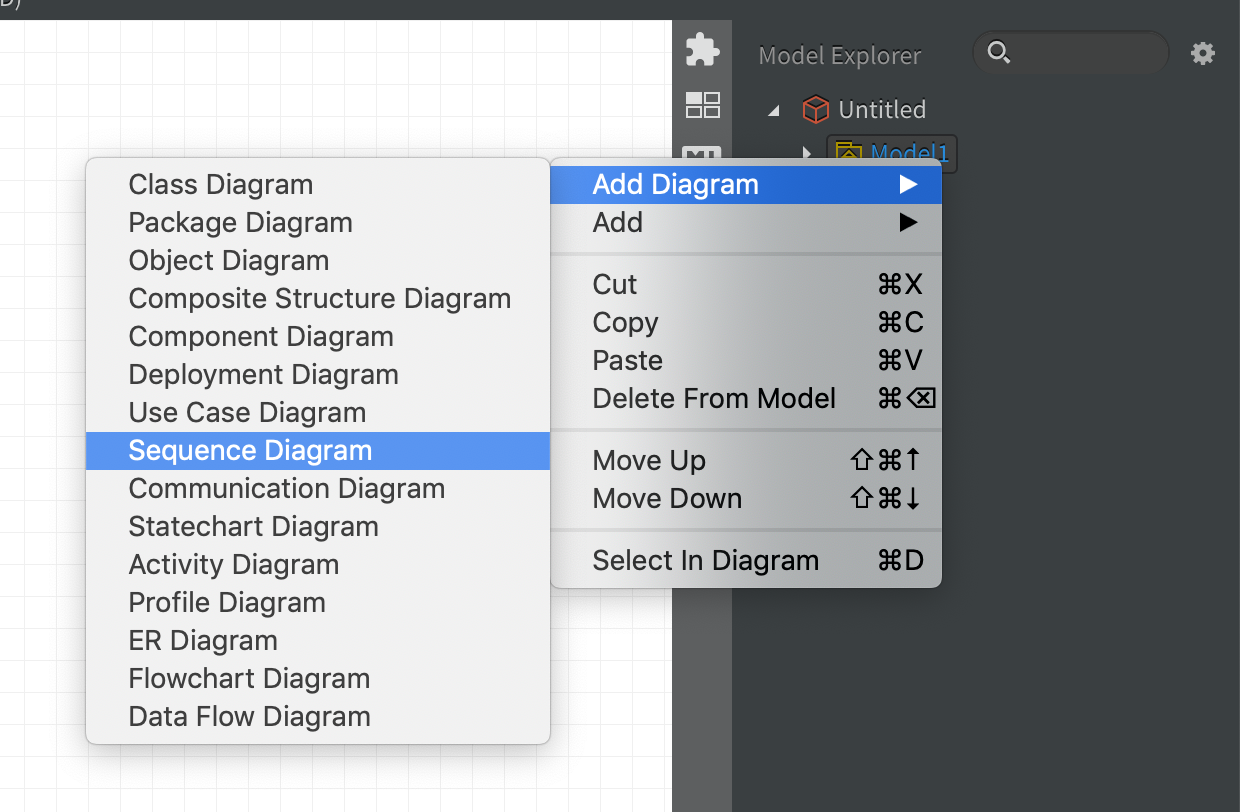 D)
Model Explorer
Untitled
Model1
Class Diagram
Package Diagram
Object Diagram
Composite Structure Diagram
Component Diagram
Deployment Diagram
Use Case Diagram
Sequence Diagram
Communication Diagram
Statechart Diagram
Activity Diagram
Profile Diagram
ER Diagram
Flowchart Diagram
Data Flow Diagram
Add Diagram ▶
Add ▶
Cut ⌘X
Copy ⌘C
Paste ⌘V
Delete From Model ⌘⌫
Move Up ⇧⌘↑
Move Down ⇧⌘↓
Select In Diagram ⌘D